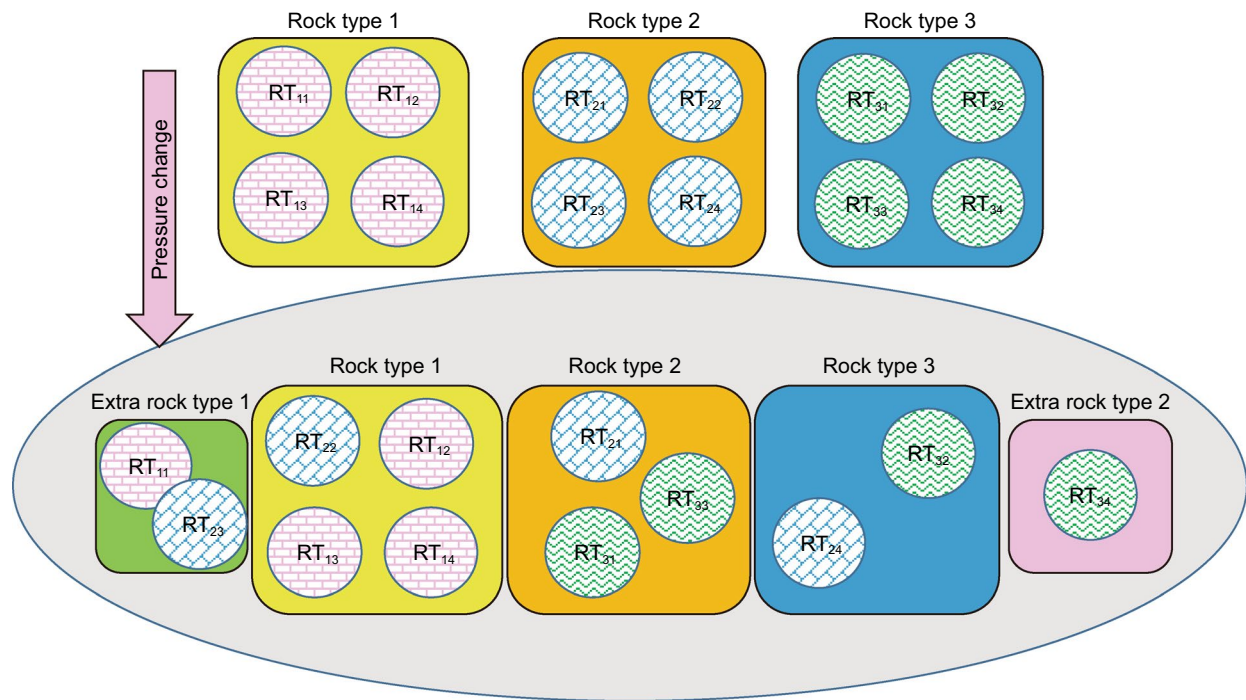 Rock type 1
Rock type 2
Rock type 3
RT11
RT12
RT21
RT22
RT31
RT32
RT13
RT14
RT23
RT24
RT33
RT34
Pressure change
Rock type 1
Rock type 2
Rock type 3
Extra rock type 1
Extra rock type 2
RT11
RT23
RT22
RT12
RT13
RT14
RT21
RT33
RT31
RT32
RT24
RT34